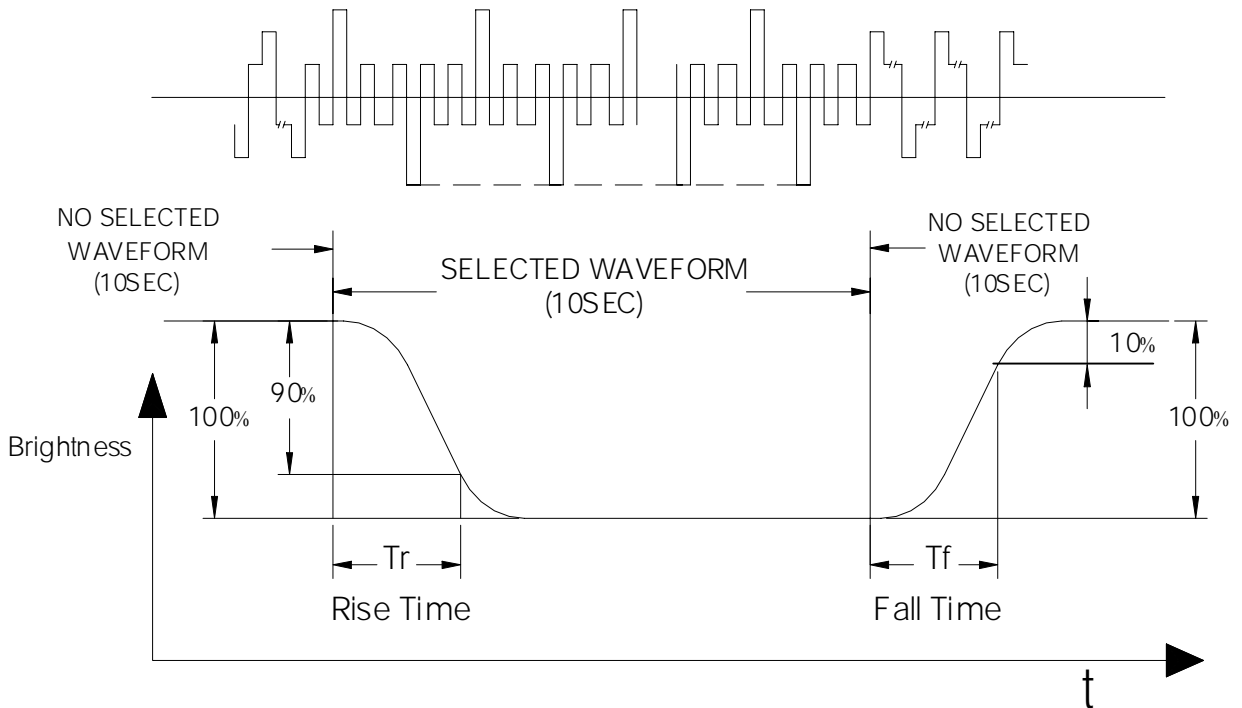 NO SELECTED
WAVEFORM
(10SEC)
SELECTED WAVEFORM
(10SEC)
NO SELECTED
WAVEFORM
(10SEC)
100%
90%
10%
100%
Brightness
Tr
Tf
Rise Time
Fall Time
t